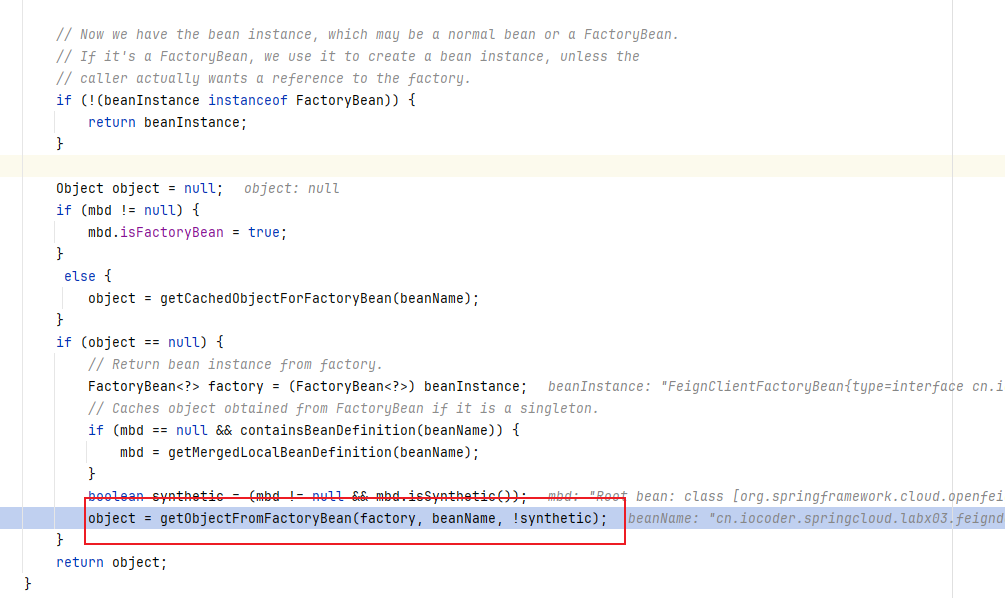 // Now we have the bean instance, which may be a normal bean or a FactoryBean.
// If it's a FactoryBean, we use it to create a bean instance, unless the
// caller actually wants a reference to the factory.
if (!(beanInstance instanceof FactoryBean)) {
return beanInstance;
}
Object object = null; object: null
if (mbd != null) {
mbd.isFactoryBean = true;
}
else {
object = getCachedObjectForFactoryBean(beanName);
}
if (object == null) {
// Return bean instance from factory.
FactoryBean<?> factory = (FactoryBean<?>) beanInstance; beanInstance: "FeignClientFactoryBean{type=interface cn.i
// Caches object obtained from FactoryBean if it is a singleton.
if (mbd == null && containsBeanDefinition(beanName)) {
mbd = getMergedLocalBeanDefinition(beanName);
}
boolean synthetic = (mbd != null && mbd.isSynthetic()); mbd: "Root bean: class [org.springframework.cloud.openfei
object = getObjectFromFactoryBean(factory, beanName, !synthetic); beanName: "cn.iocoder.springcloud.labx03.feignd
}
return object;
}